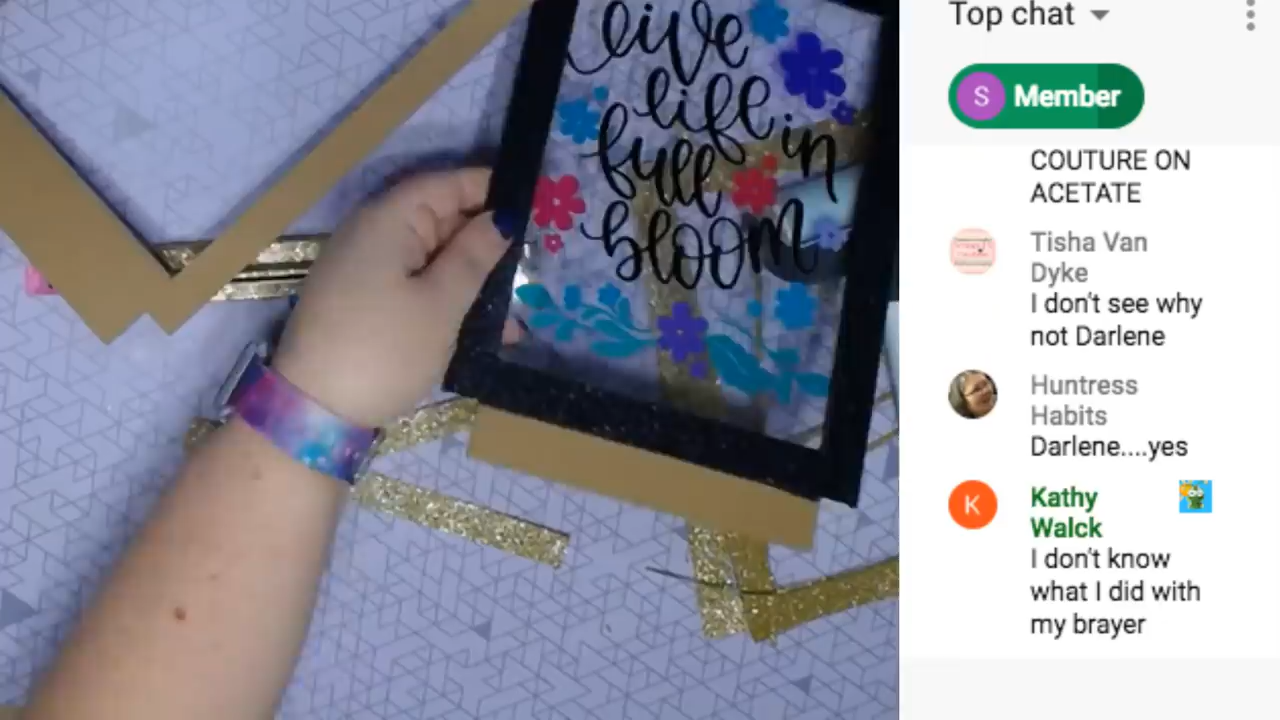 live
life
full in
bloom
Top chat
S Member
COUTURE ON
ACETATE
Tisha Van
Dyke
I don't see why
not Darlene
Huntress
Habits
Darlene....yes
K
Kathy
Walck
I don't know
what I did with
my brayer